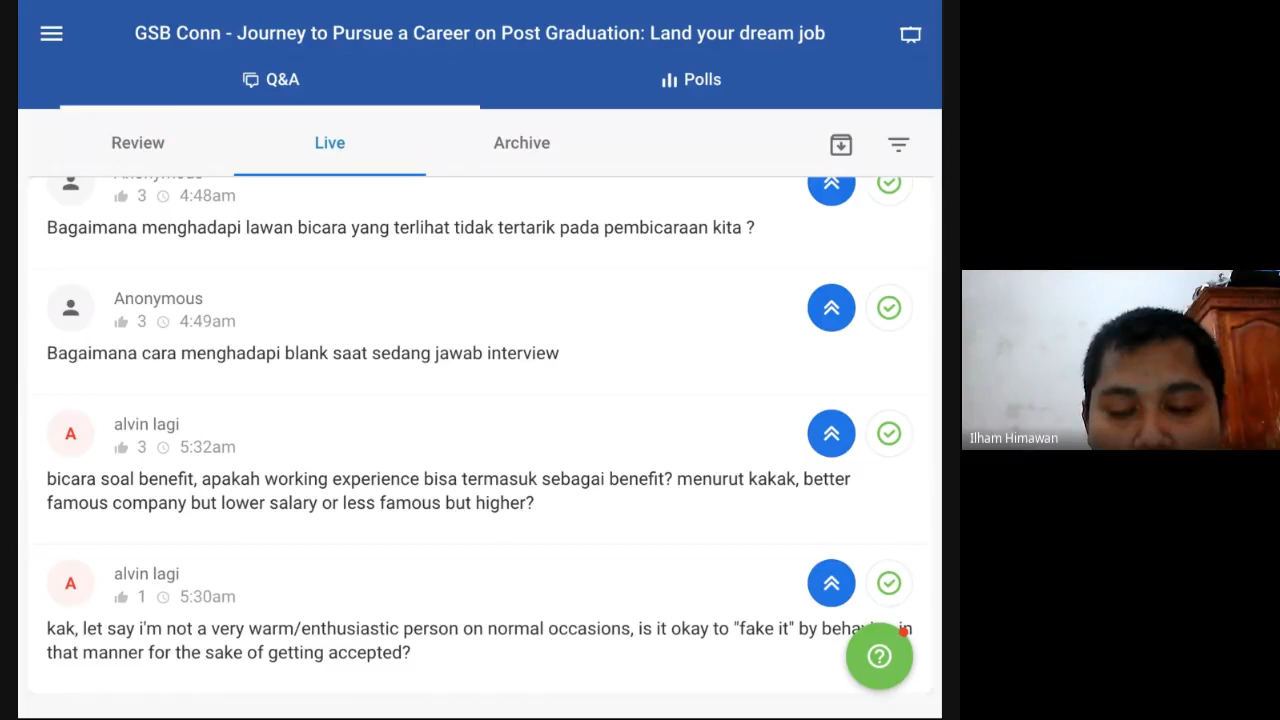 GSB Conn - Journey to Pursue a Career on Post Graduation: Land your dream job
Q&A
Polls
Review
Live
Archive
Anonymous
3 4:48am
Bagaimana menghadapi lawan bicara yang terlihat tidak tertarik pada pembicaraan kita ?
Anonymous
3 4:49am
Bagaimana cara menghadapi blank saat sedang jawab interview
A
alvin lagi
3 5:32am
bicara soal benefit, apakah working experience bisa termasuk sebagai benefit? menurut kakak, better
famous company but lower salary or less famous but higher?
A
alvin lagi
1 5:30am
kak, let say i'm not a very warm/enthusiastic person on normal occasions, is it okay to "fake it" by in
that manner for the sake of getting accepted?
Ilham Himawan